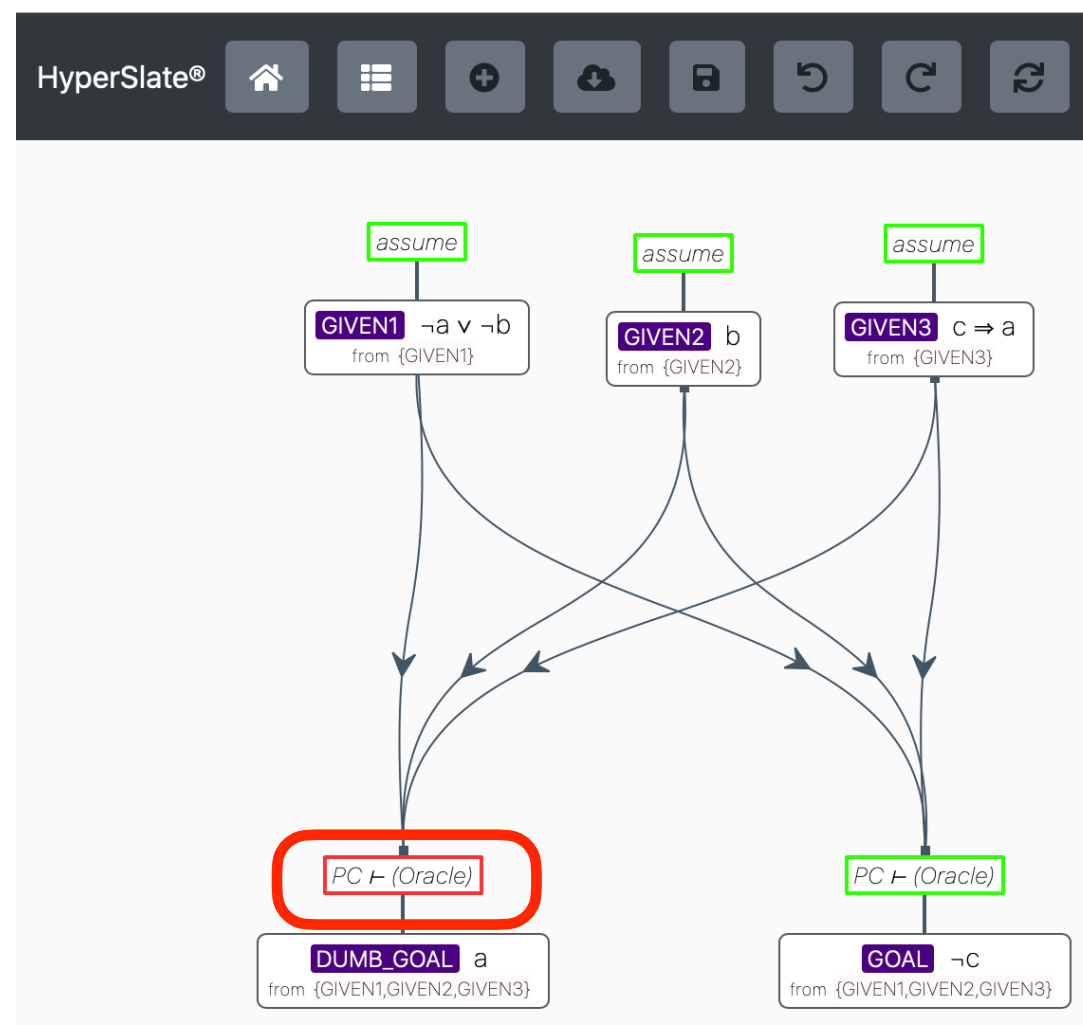 HyperSlate®
assume
assume
assume
GIVEN1 ¬a ∨ ¬b
from {GIVEN1}
GIVEN2 b
from {GIVEN2}
GIVEN3 c ⇒ a
from {GIVEN3}
PC ⊢ (Oracle)
PC ⊢ (Oracle)
DUMB_GOAL a
from {GIVEN1,GIVEN2,GIVEN3}
GOAL ¬c
from {GIVEN1,GIVEN2,GIVEN3}